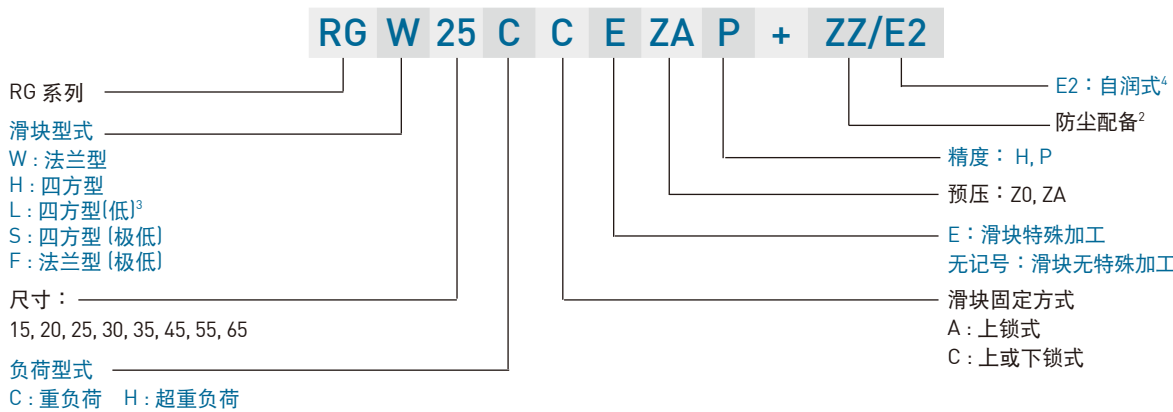 RG W 25 C C E ZA P + ZZ/E2
RG 系列
滑块型式
W : 法兰型
H : 四方型
L : 四方型(低)³
S : 四方型 (极低)
F : 法兰型 (极低)
尺寸：
15, 20, 25, 30, 35, 45, 55, 65
负荷型式
C : 重负荷 H : 超重负荷
E2：自润式⁴
防尘配备²
精度： H, P
预压：Z0, ZA
E：滑块特殊加工
无记号：滑块无特殊加工
滑块固定方式
A : 上锁式
C : 上或下锁式